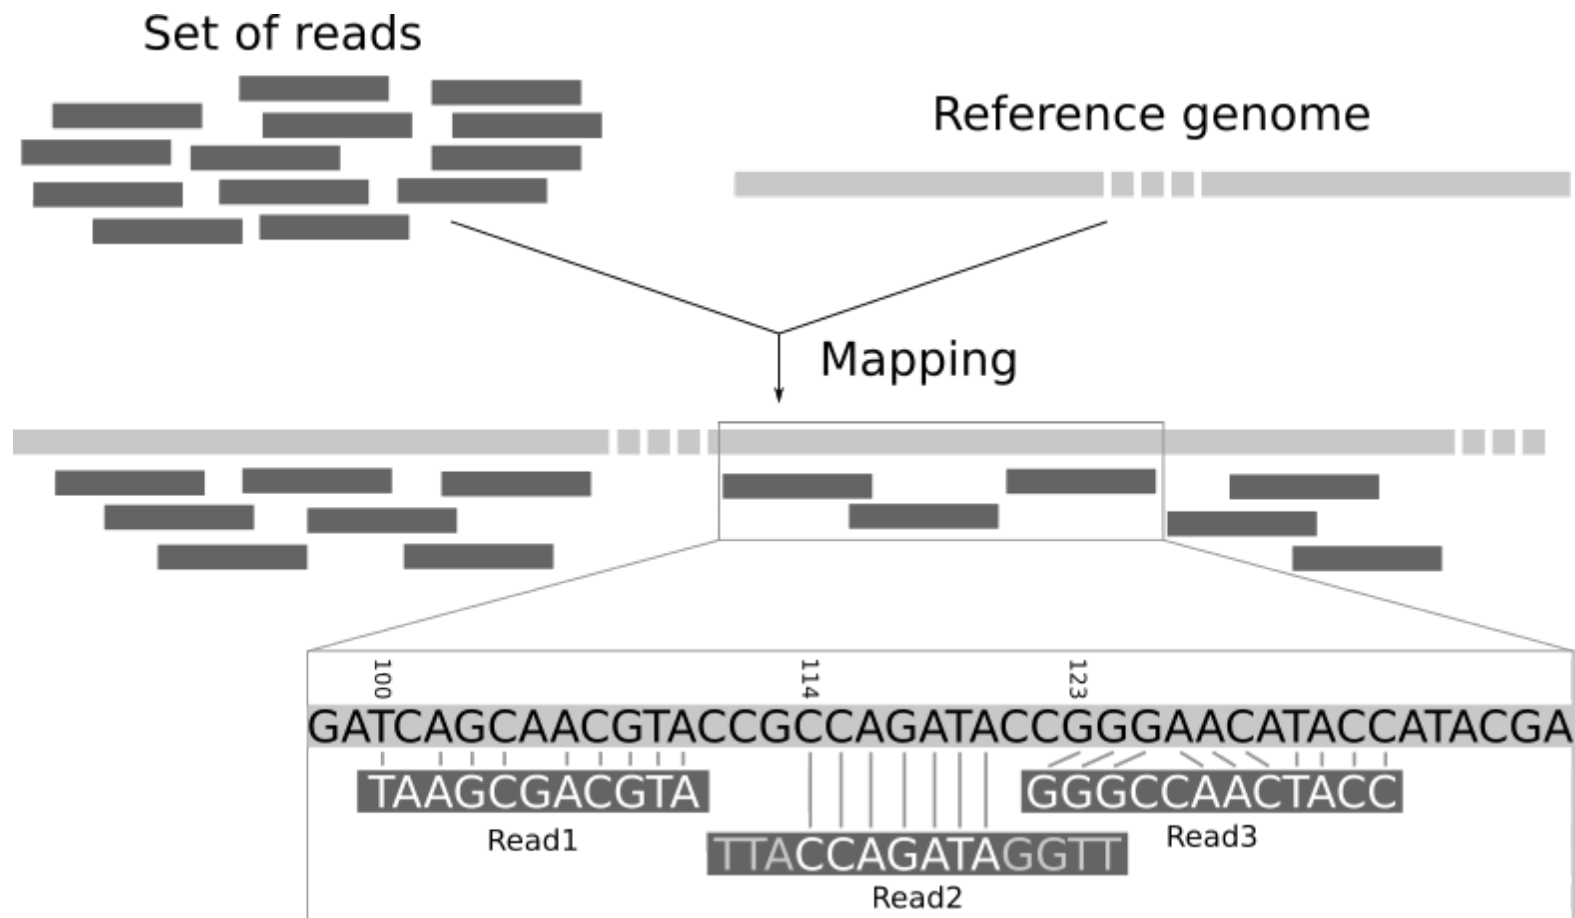 Set of reads
Reference genome
Mapping
100
114
123
GATCAGCAACGTACCGCCAGATACCGGGAACATACCATACGA
TAAGCGACGTA
GGGCCAACTACC
Read1
Read3
TTACCAGATAGGTT
Read2